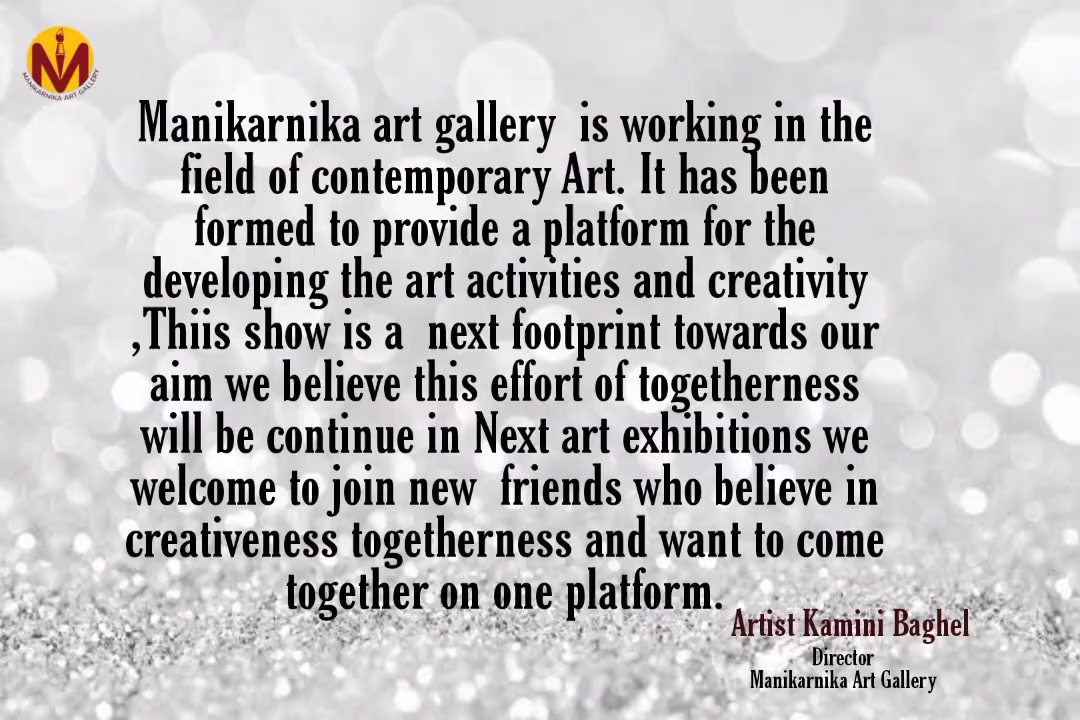 M
MANIKARNIKA ART GALLERY
Manikarnika art gallery  is working in the
field of contemporary Art. It has been
formed to provide a platform for the
developing the art activities and creativity
,Thiis show is a  next footprint towards our
aim we believe this effort of togetherness
will be continue in Next art exhibitions we
welcome to join new  friends who believe in
creativeness togetherness and want to come
together on one platform.
Artist Kamini Baghel
Director
Manikarnika Art Gallery